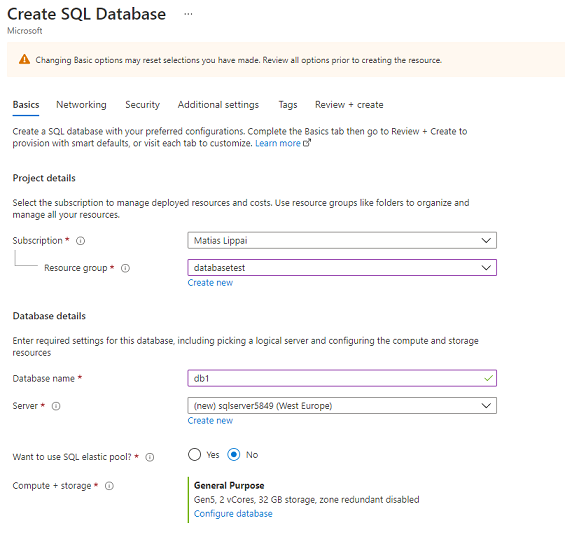 Create SQL Database ...
Microsoft
Changing Basic options may reset selections you have made. Review all options prior to creating the resource.
Basics Networking Security Additional settings Tags Review + create
Create a SQL database with your preferred configurations. Complete the Basics tab then go to Review + Create to
provision with smart defaults, or visit each tab to customize. Learn more
Project details
Select the subscription to manage deployed resources and costs. Use resource groups like folders to organize and
manage all your resources.
Subscription * Matias Lippai
Resource group * databasetest
Create new
Database details
Enter required settings for this database, including picking a logical server and configuring the compute and storage
resources
Database name * db1
Server * (new) sqlserver5849 (West Europe)
Create new
Want to use SQL elastic pool? * Yes No
Compute + storage * General Purpose
Gen5, 2 vCores, 32 GB storage, zone redundant disabled
Configure database